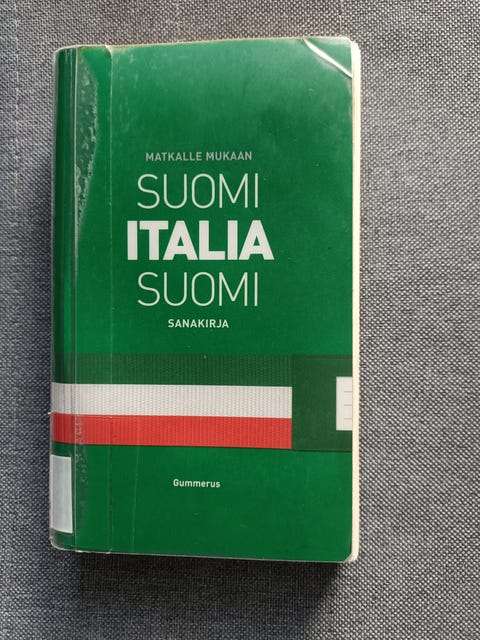 MATKALLE MUKAAN
SUOMI
ITALIA
SUOMI
SANAKIRJA
Gummerus